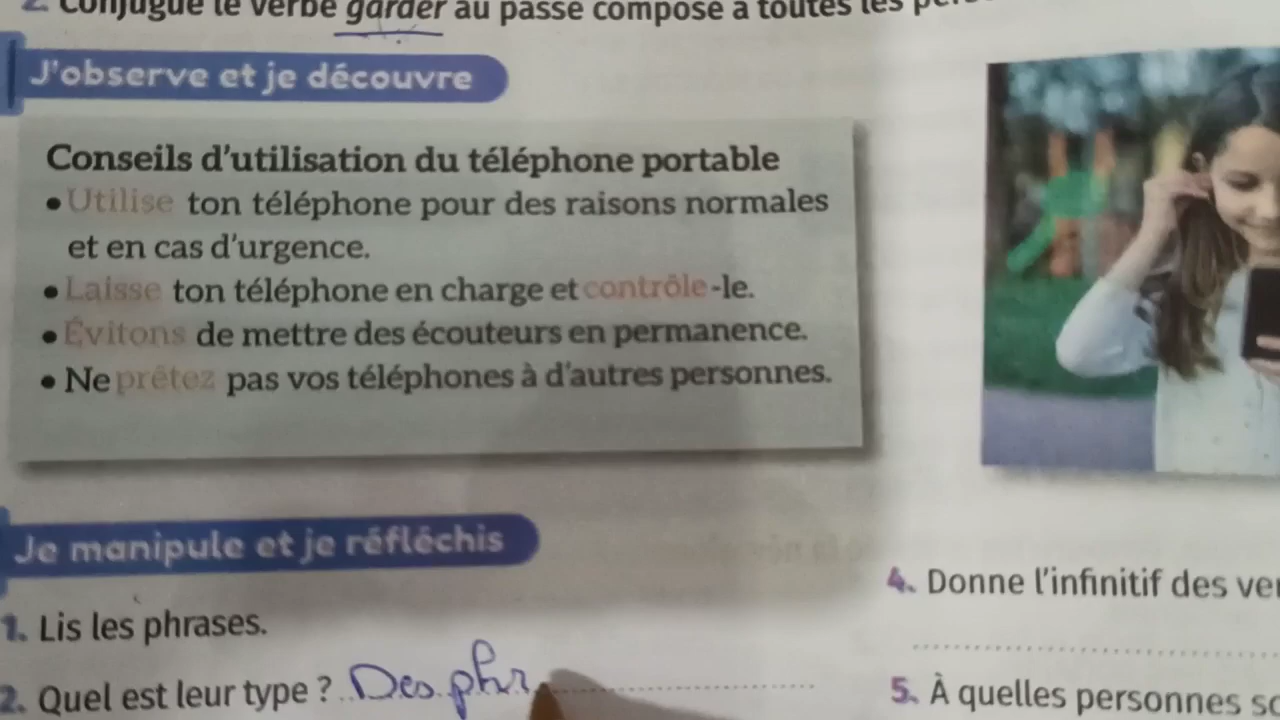 2. Conjugue le verbe garder au passé composé à toutes les
J'observe et je découvre
Conseils d'utilisation du téléphone portable
• Utilise ton téléphone pour des raisons normales
et en cas d'urgence.
• Laisse ton téléphone en charge et contrôle-le.
• Évitons de mettre des écouteurs en permanence.
• Ne prêtez pas vos téléphones à d'autres personnes.
Je manipule et je réfléchis
1. Lis les phrases.
2. Quel est leur type ? Des phr
4. Donne l'infinitif des
5. À quelles personnes